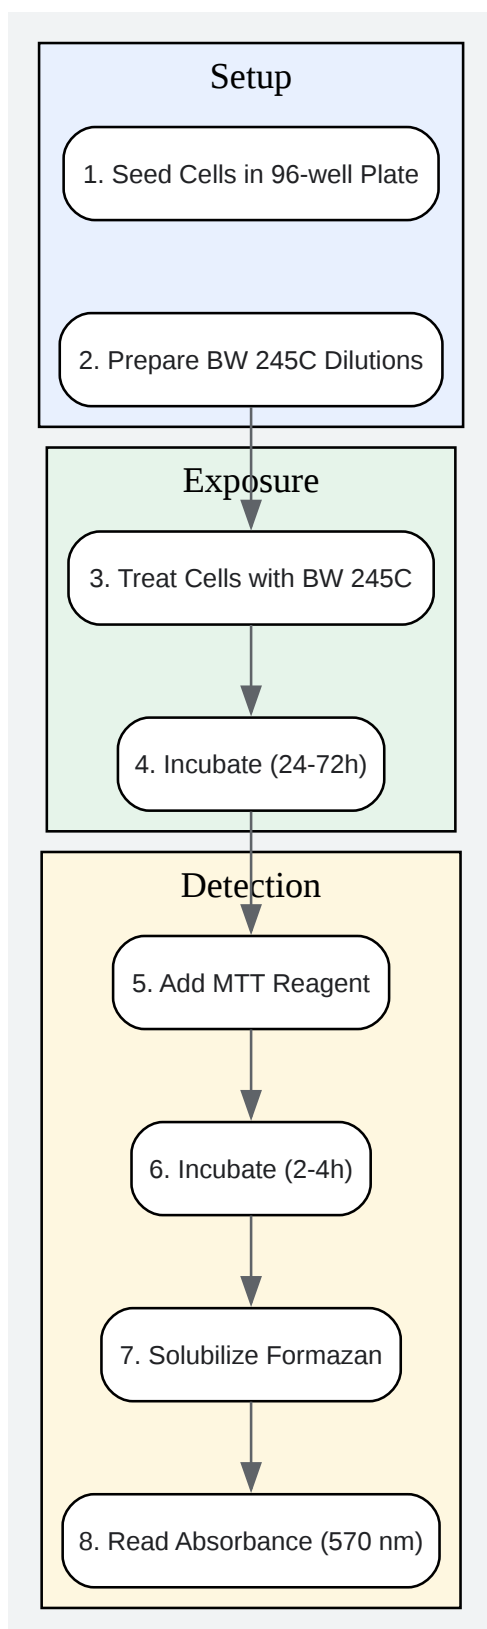 Setup
1. Seed Cells in 96-well Plate
2. Prepare BW 245C Dilutions
Exposure
3. Treat Cells with BW 245C
4. Incubate (24-72h)
Detection
5. Add MTT Reagent
6. Incubate (2-4h)
7. Solubilize Formazan
8. Read Absorbance (570 nm)